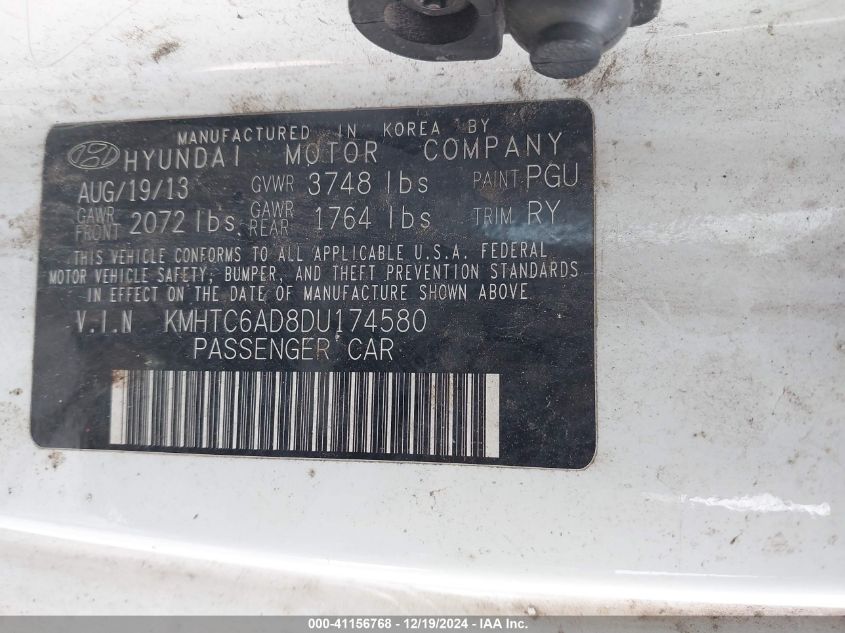 MANUFACTURED IN KOREA BY
HYUNDAI MOTOR COMPANY
AUG/19/13 GVWR 3748 lbs PAINT PGU
GAWR FRONT 2072 lbs GAWR REAR 1764 lbs TRIM RY
THIS VEHICLE CONFORMS TO ALL APPLICABLE U.S.A. FEDERAL
MOTOR VEHICLE SAFETY, BUMPER, AND THEFT PREVENTION STANDARDS
IN EFFECT ON THE DATE OF MANUFACTURE SHOWN ABOVE.
V.I.N KMHTC6AD8DU174580
PASSENGER CAR
000-41156768 - 12/19/2024 - IAA Inc.